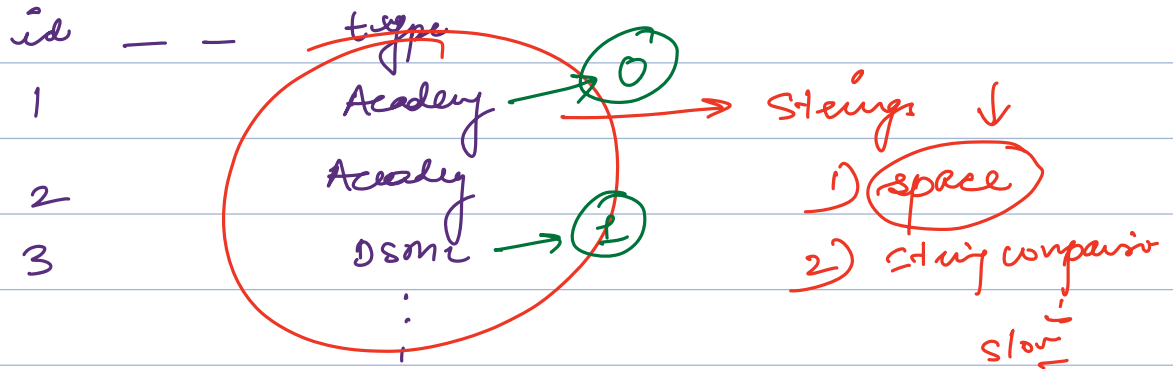 id _ _ type
1 Academy → 0 → Strings ↓
1) space
2 Academy
3 DSML → 1 2) string comparison
slow